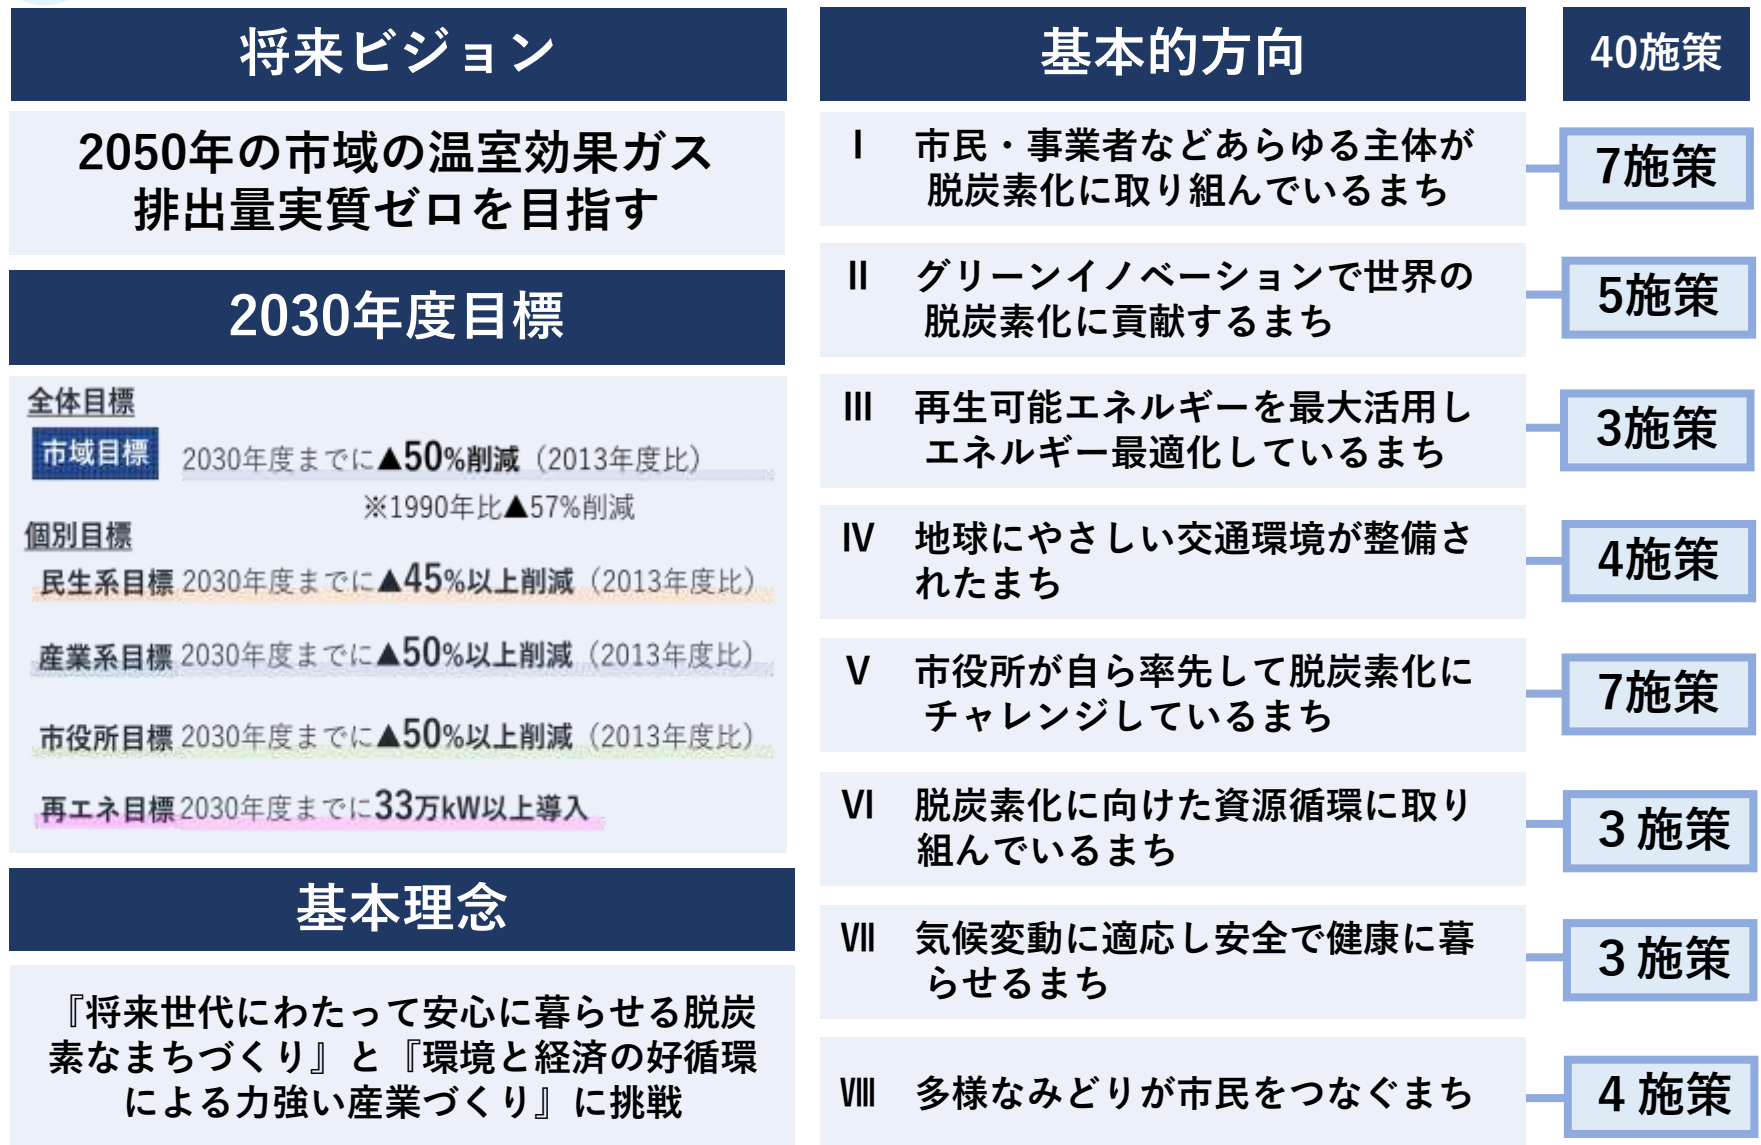 将来ビジョン
2050年の市域の温室効果ガス
排出量実質ゼロを目指す
2030年度目標
全体目標
市域目標 2030年度までに▲50%削減（2013年度比）
※1990年比▲57%削減
個別目標
民生系目標 2030年度までに▲45%以上削減（2013年度比）
産業系目標 2030年度までに▲50%以上削減（2013年度比）
市役所目標 2030年度までに▲50%以上削減（2013年度比）
再エネ目標 2030年度までに33万kW以上導入
基本理念
『将来世代にわたって安心に暮らせる脱炭
素なまちづくり』と『環境と経済の好循環
による力強い産業づくり』に挑戦
基本的方向
40施策
Ⅰ 市民・事業者などあらゆる主体が
脱炭素化に取り組んでいるまち
7施策
Ⅱ グリーンイノベーションで世界の
脱炭素化に貢献するまち
5施策
Ⅲ 再生可能エネルギーを最大活用し
エネルギー最適化しているまち
3施策
Ⅳ 地球にやさしい交通環境が整備さ
れたまち
4施策
Ⅴ 市役所が自ら率先して脱炭素化に
チャレンジしているまち
7施策
Ⅵ 脱炭素化に向けた資源循環に取り
組んでいるまち
3施策
Ⅶ 気候変動に適応し安全で健康に暮
らせるまち
3施策
Ⅷ 多様なみどりが市民をつなぐまち
4施策